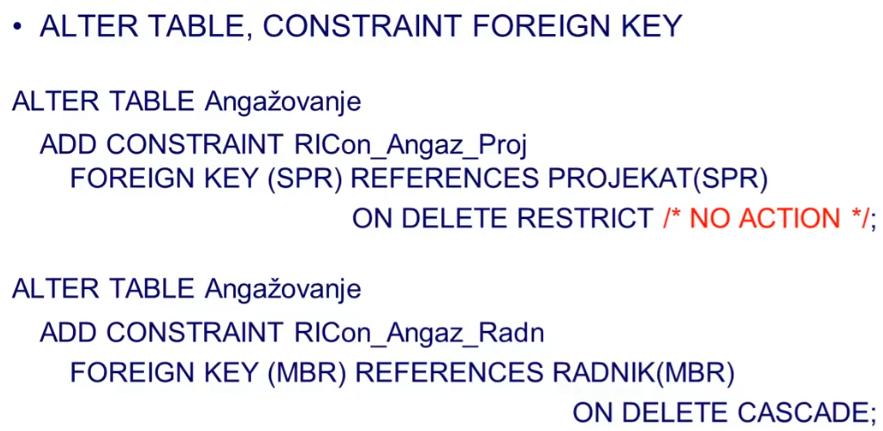 • ALTER TABLE, CONSTRAINT FOREIGN KEY
ALTER TABLE Angažovanje
ADD CONSTRAINT RICon_Angaz_Proj
FOREIGN KEY (SPR) REFERENCES PROJEKAT(SPR)
ON DELETE RESTRICT /* NO ACTION */;
ALTER TABLE Angažovanje
ADD CONSTRAINT RICon_Angaz_Radn
FOREIGN KEY (MBR) REFERENCES RADNIK(MBR)
ON DELETE CASCADE;